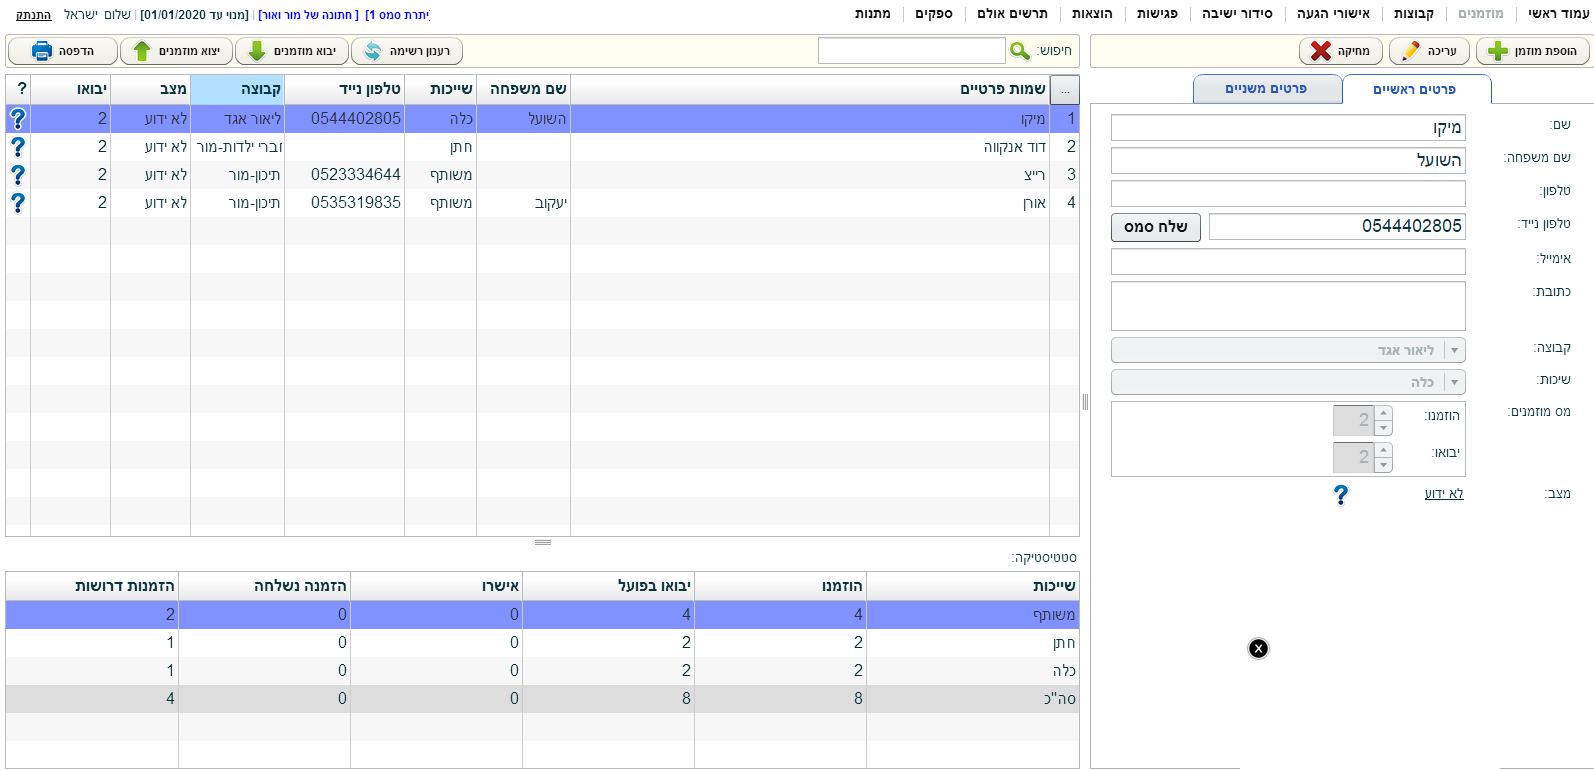 עמוד ראשי | מוזמנים | קבוצות | אישורי הגעה | סידור ישיבה | פגישות | הוצאות | תרשים אולם | ספקים | מתנות
יתרת סמס 1] [ חתונה של מור ואור] [מנוי עד 01/01/2020] | שלום ישראל התנתק
הוספת מוזמן עריכה מחיקה
חיפוש: רענון רשימה יבוא מוזמנים יצוא מוזמנים הדפסה
פרטים ראשיים פרטים משניים
שם: מיקו
שם משפחה: השועל
טלפון:
טלפון נייד: 0544402805 שלח סמס
אימייל:
כתובת:
קבוצה: ליאור אגד
שיכות: כלה
מס מוזמנים: הוזמנו: 2
יבואו: 2
מצב: לא ידוע ?
... שמות פרטיים שם משפחה שייכות טלפון נייד קבוצה מצב יבואו ?
1 מיקו השועל כלה 0544402805 ליאור אגד לא ידוע 2 ?
2 דוד אנקווה חתן חברי ילדות-מור לא ידוע 2 ?
3 רייצ משותף 0523334644 תיכון-מור לא ידוע 2 ?
4 אורן יעקוב משותף 0535319835 תיכון-מור לא ידוע 2 ?
סטטיסטיקה:
שייכות הוזמנו יבואו בפועל אישרו הזמנה נשלחה הזמנות דרושות
משותף 4 4 0 0 2
חתן 2 2 0 0 1
כלה 2 2 0 0 1
סה"כ 8 8 0 0 4